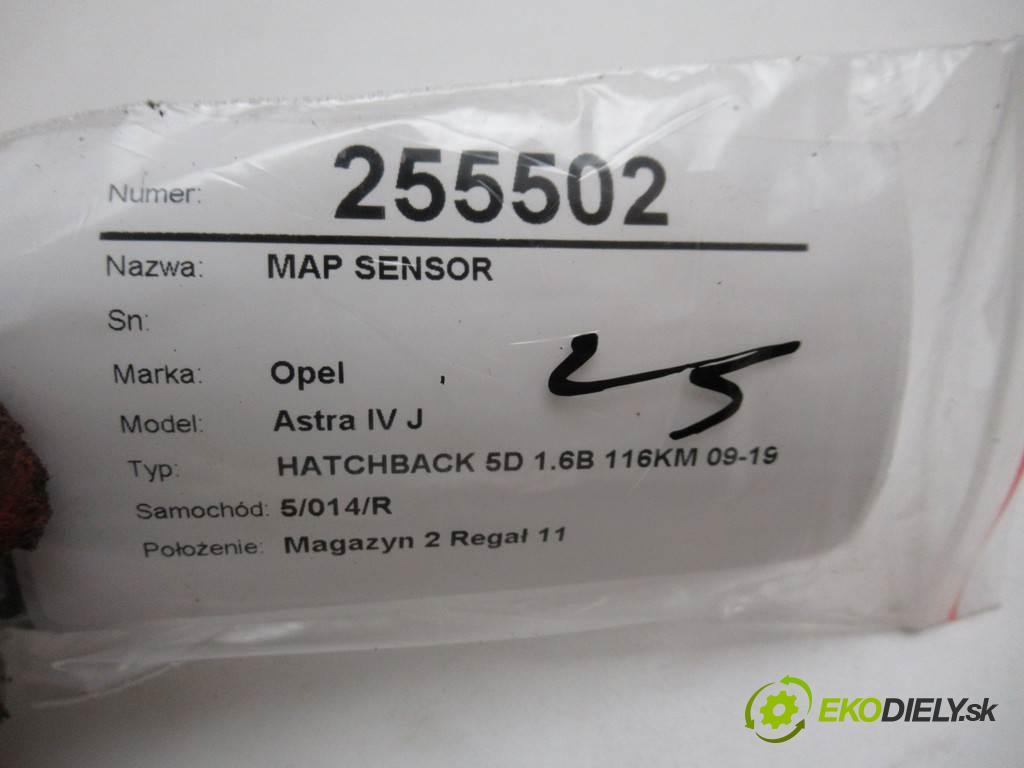 Numer: 255502
Nazwa: MAP SENSOR
Sn:
Marka: Opel
25
Model: Astra IV J
Typ: HATCHBACK 5D 1.6B 116KM 09-19
Samochód: 5/014/R
Położenie: Magazyn 2 Regał 11
EKODIELY.sk